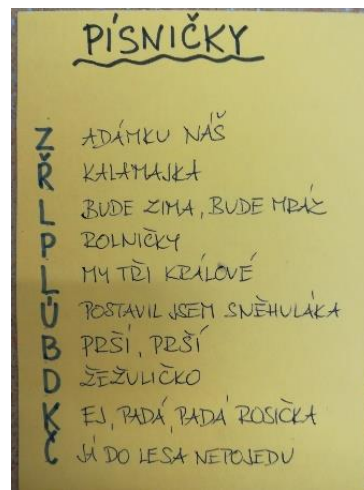 PÍSNIČKY
Z ADÁMKU NÁŠ
Ř KALAMAJKA
L BUDE ZIMA, BUDE MRÁZ
P ROLNIČKY
L MY TŘI KRÁLOVÉ
Ú POSTAVIL JSEM SNĚHULÁKA
B PRŠÍ, PRŠÍ
D ŽEŽULIČKO
K EJ, PADÁ, PADÁ ROSIČKA
Č JÁ DO LESA NEPOJEDU